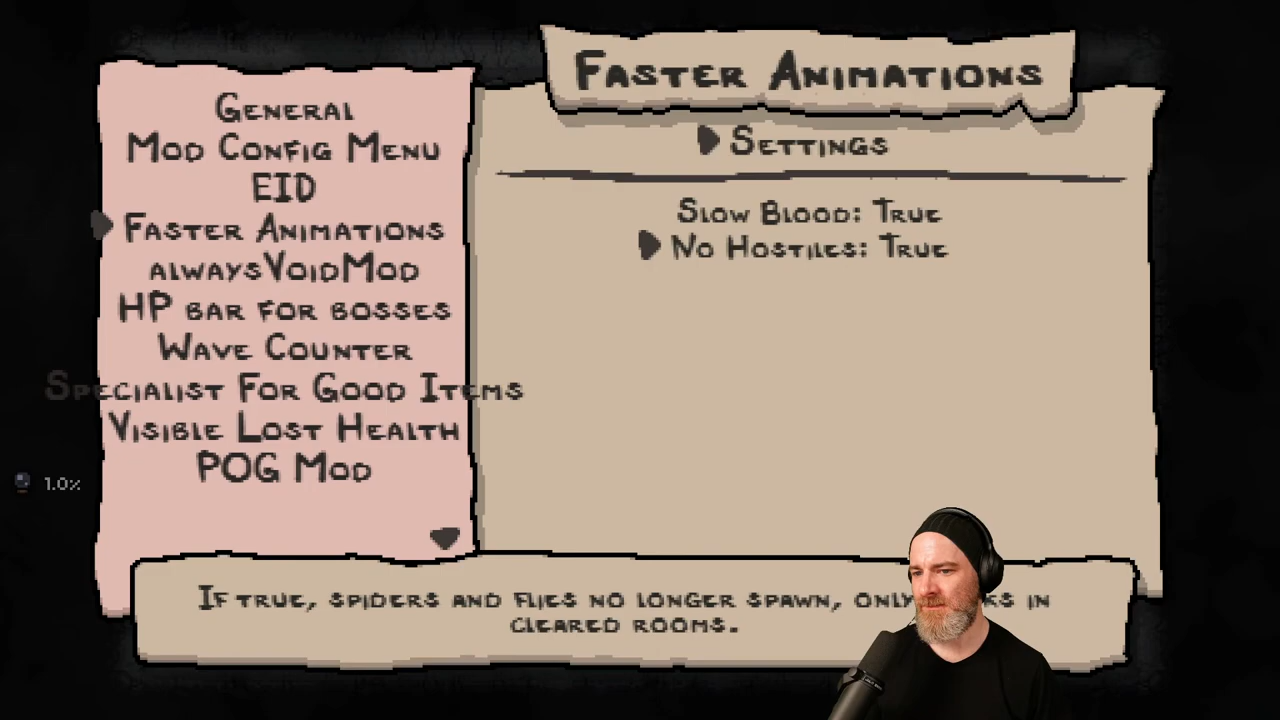 Faster Animations
General
Mod Config Menu
EID
Faster Animations
alwaysVoidMod
HP bar for bosses
Wave Counter
Specialist For Good Items
Visible Lost Health
POG Mod
Settings
Slow Blood: True
No Hostiles: True
1.0%
If true, spiders and flies no longer spawn, only in
cleared rooms.